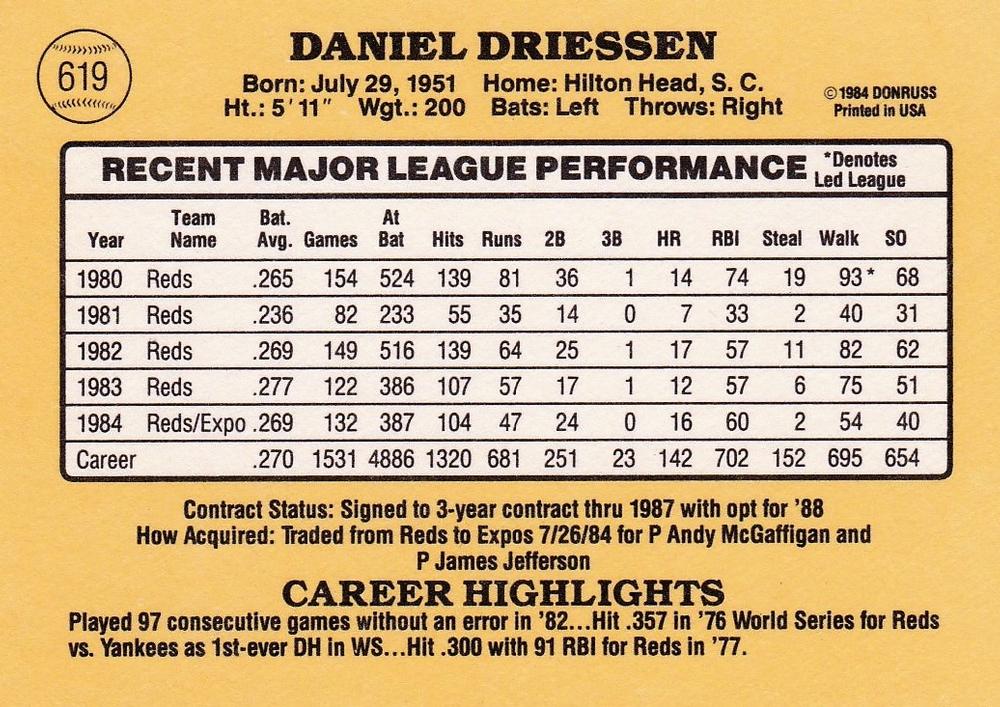 619
DANIEL DRIESSEN
Born: July 29, 1951 Home: Hilton Head, S. C.
Ht.: 5' 11" Wgt.: 200 Bats: Left Throws: Right
©1984 DONRUSS
Printed in USA
RECENT MAJOR LEAGUE PERFORMANCE *Denotes
Led League
Year Team Name Bat. Avg. Games At Bat Hits Runs 2B 3B HR RBI Steal Walk SO
1980 Reds .265 154 524 139 81 36 1 14 74 19 93* 68
1981 Reds .236 82 233 55 35 14 0 7 33 2 40 31
1982 Reds .269 149 516 139 64 25 1 17 57 11 82 62
1983 Reds .277 122 386 107 57 17 1 12 57 6 75 51
1984 Reds/Expo .269 132 387 104 47 24 0 16 60 2 54 40
Career .270 1531 4886 1320 681 251 23 142 702 152 695 654
Contract Status: Signed to 3-year contract thru 1987 with opt for '88
How Acquired: Traded from Reds to Expos 7/26/84 for P Andy McGaffigan and
P James Jefferson
CAREER HIGHLIGHTS
Played 97 consecutive games without an error in '82...Hit .357 in '76 World Series for Reds
vs. Yankees as 1st-ever DH in WS...Hit .300 with 91 RBI for Reds in '77.